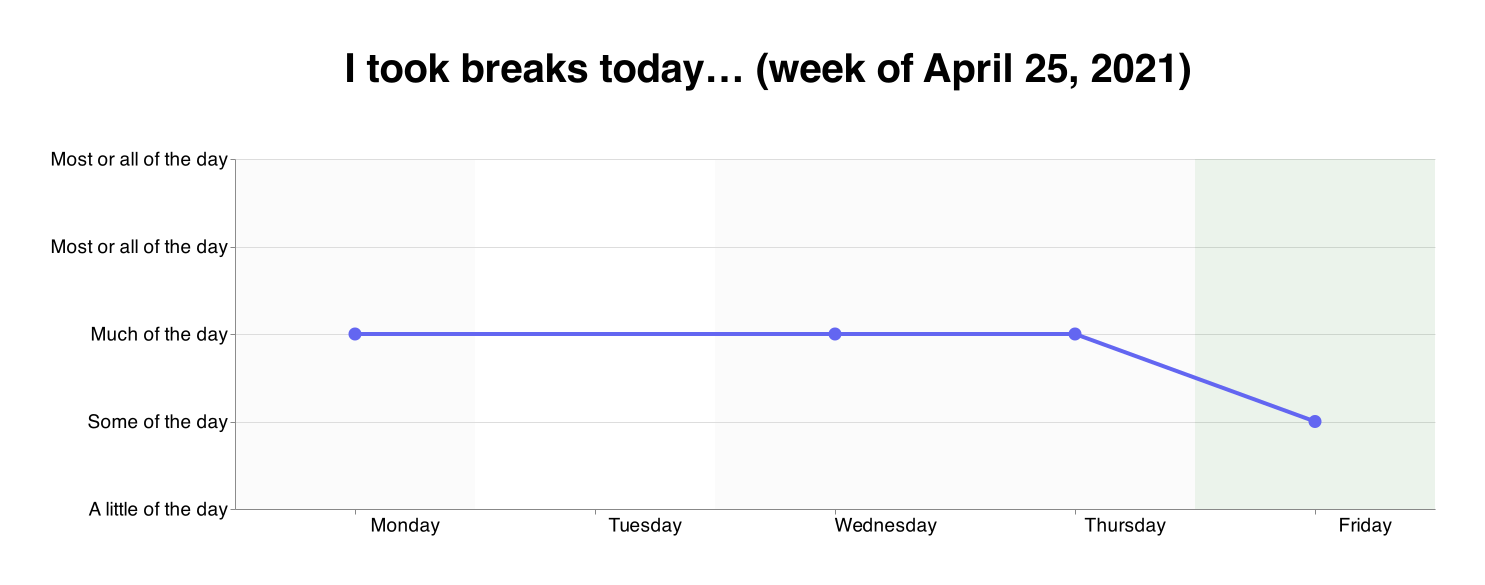 I took breaks today… (week of April 25, 2021)
Most or all of the day
Most or all of the day
Much of the day
Some of the day
A little of the day
Monday Tuesday Wednesday Thursday Friday